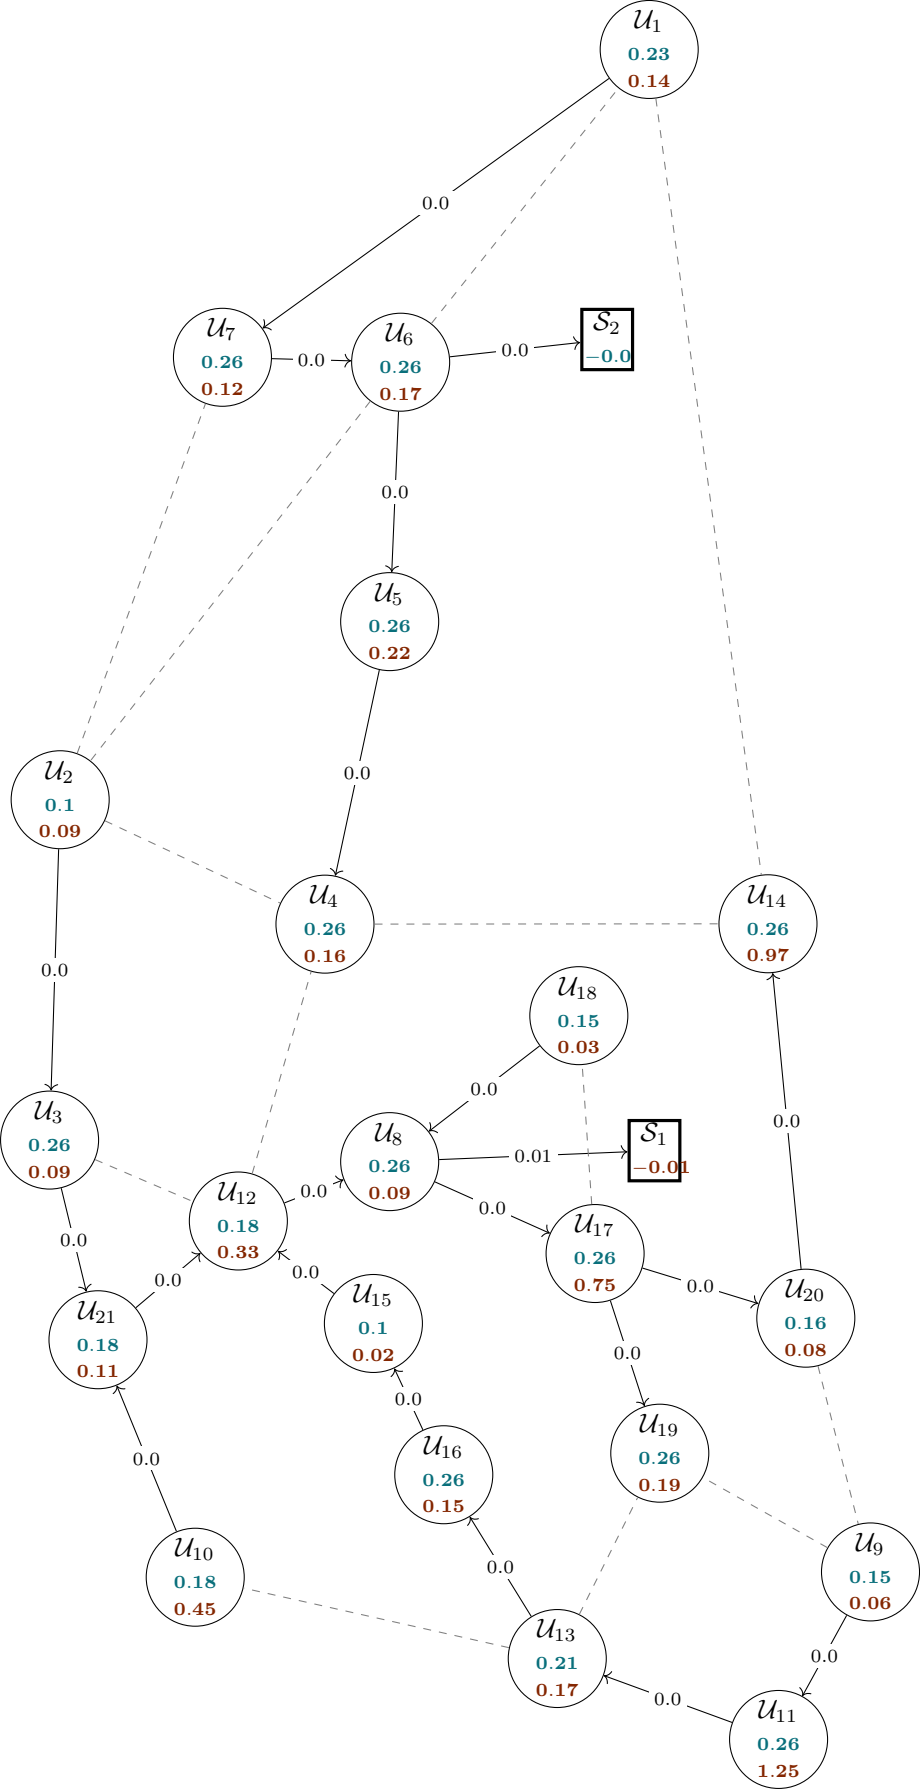 𝒰₁
0.23
0.14
0.0
𝒰₇
0.26
0.12
0.0
𝒰₆
0.26
0.17
0.0
𝒮₂
−0.0
0.0
𝒰₅
0.26
0.22
0.0
𝒰₂
0.1
0.09
𝒰₄
0.26
0.16
𝒰₁₄
0.26
0.97
0.0
𝒰₁₈
0.15
0.03
0.0
𝒰₃
0.26
0.09
𝒰₈
0.26
0.09
0.01
𝒮₁
−0.01
0.0
𝒰₁₂
0.18
0.33
0.0
0.0
𝒰₁₇
0.26
0.75
0.0
0.0
0.0
0.0
0.0
𝒰₂₁
0.18
0.11
𝒰₁₅
0.1
0.02
0.0
𝒰₂₀
0.16
0.08
0.0
0.0
𝒰₁₆
0.26
0.15
𝒰₁₉
0.26
0.19
0.0
𝒰₁₀
0.18
0.45
0.0
𝒰₉
0.15
0.06
𝒰₁₃
0.21
0.17
0.0
0.0
𝒰₁₁
0.26
1.25